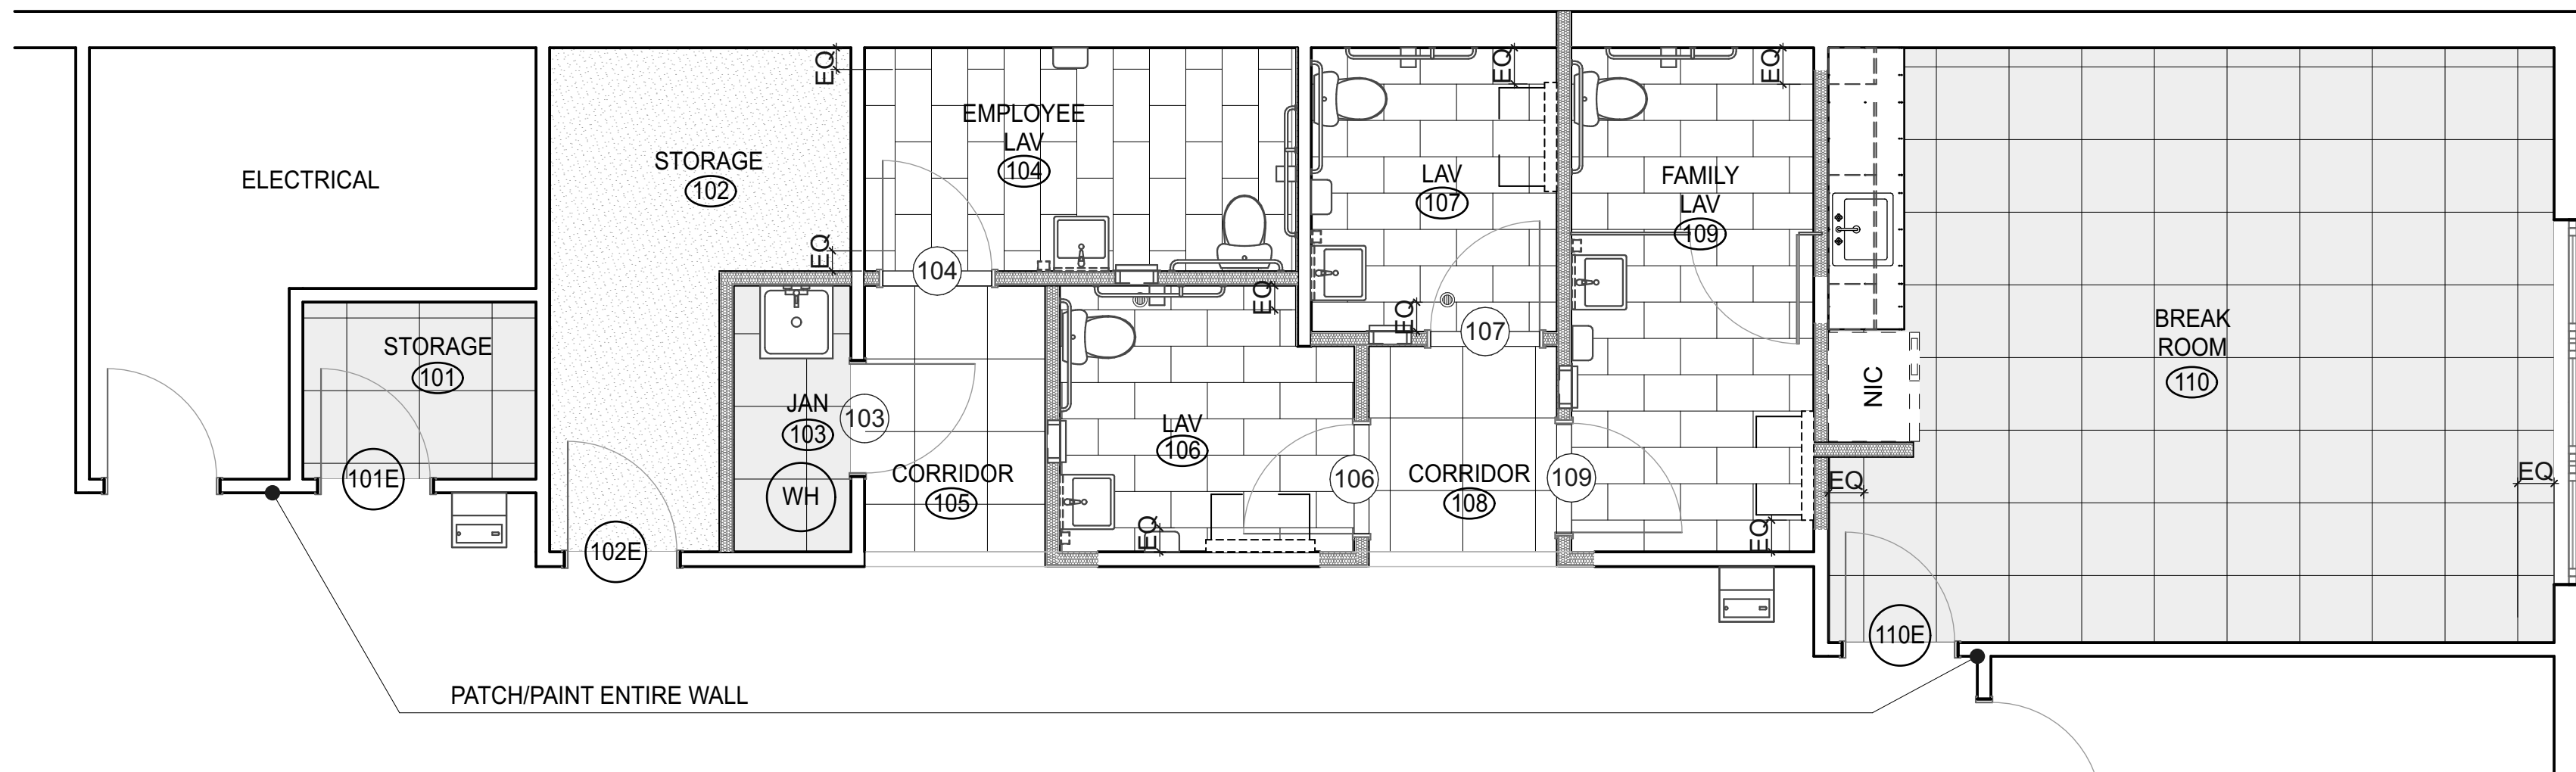 ELECTRICAL
STORAGE
101
101E
STORAGE
102
102E
EQ
EQ
EMPLOYEE
LAV
104
104
JAN
103
103
WH
CORRIDOR
105
LAV
106
106
EQ
EQ
LAV
107
107
EQ
EQ
CORRIDOR
108
FAMILY
LAV
109
109
EQ
EQ
NIC
BREAK
ROOM
110
110E
EQ
EQ
PATCH/PAINT ENTIRE WALL